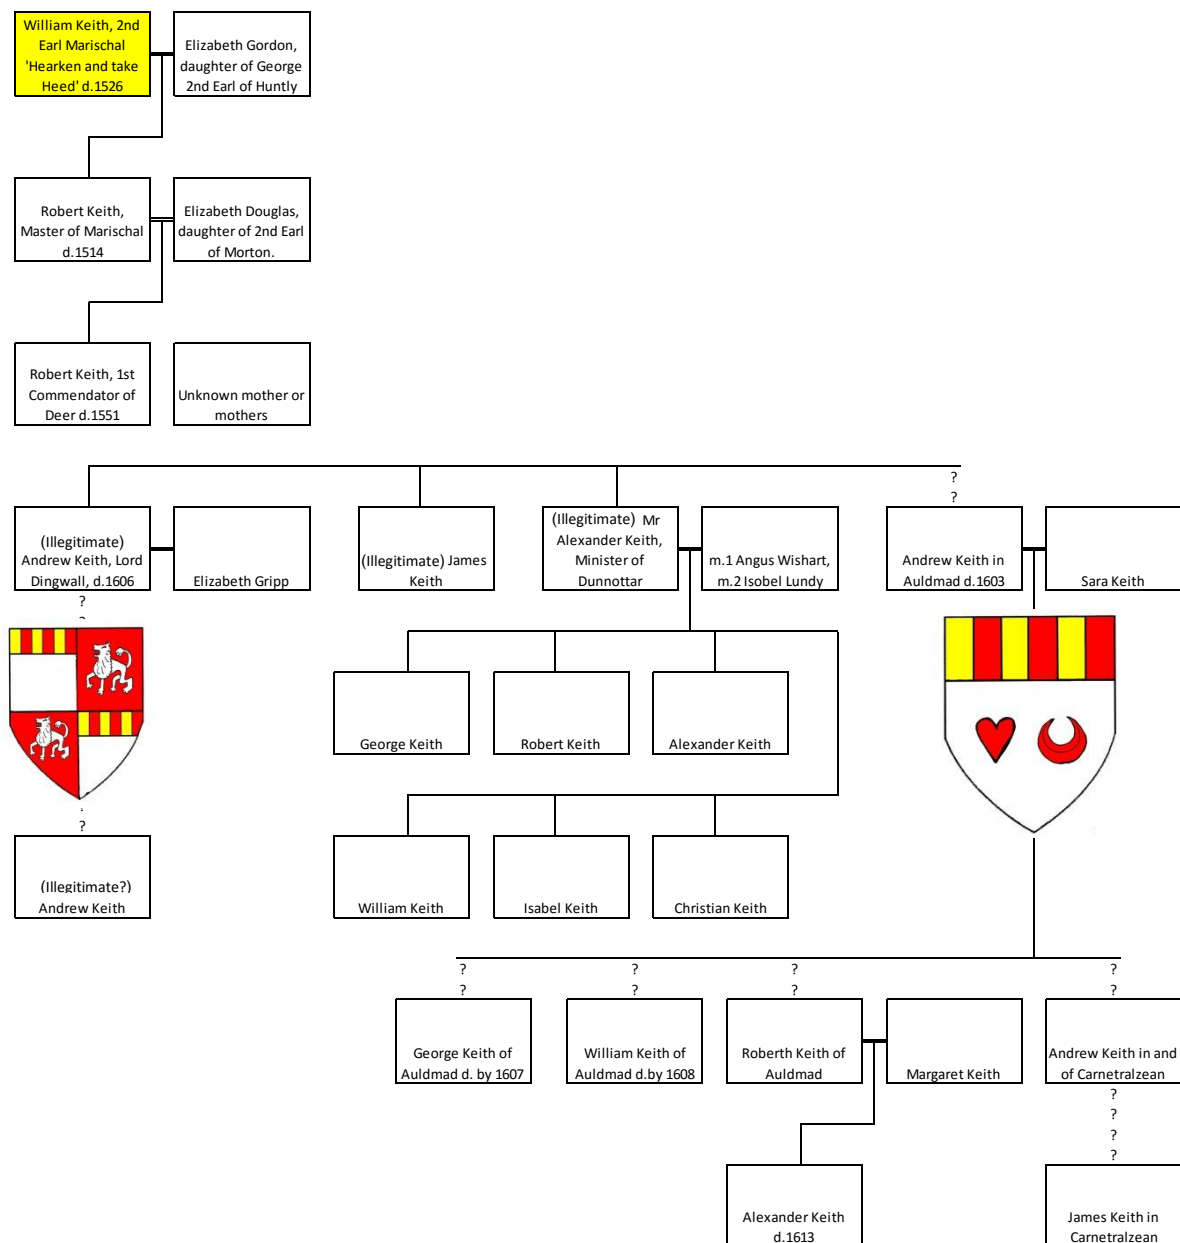 William Keith, 2nd
Earl Marischal
'Hearken and take
Heed' d.1526
Elizabeth Gordon,
daughter of George
2nd Earl of Huntly
Robert Keith,
Master of Marischal
d.1514
Elizabeth Douglas,
daughter of 2nd Earl
of Morton.
Robert Keith, 1st
Commendator of
Deer d.1551
Unknown mother or
mothers
?
?
(Illegitimate)
Andrew Keith, Lord
Dingwall, d.1606
Elizabeth Gripp
(Illegitimate) James
Keith
(Illegitimate) Mr
Alexander Keith,
Minister of
Dunnottar
m.1 Angus Wishart,
m.2 Isobel Lundy
Andrew Keith in
Auldmad d.1603
Sara Keith
?
?
George Keith
Robert Keith
Alexander Keith
?
(Illegitimate?)
Andrew Keith
William Keith
Isabel Keith
Christian Keith
? ? ? ?
? ? ? ?
George Keith of
Auldmad d. by 1607
William Keith of
Auldmad d.by 1608
Roberth Keith of
Auldmad
Margaret Keith
Andrew Keith in and
of Carnetralzean
?
?
?
?
Alexander Keith
d.1613
James Keith in
Carnetralzean